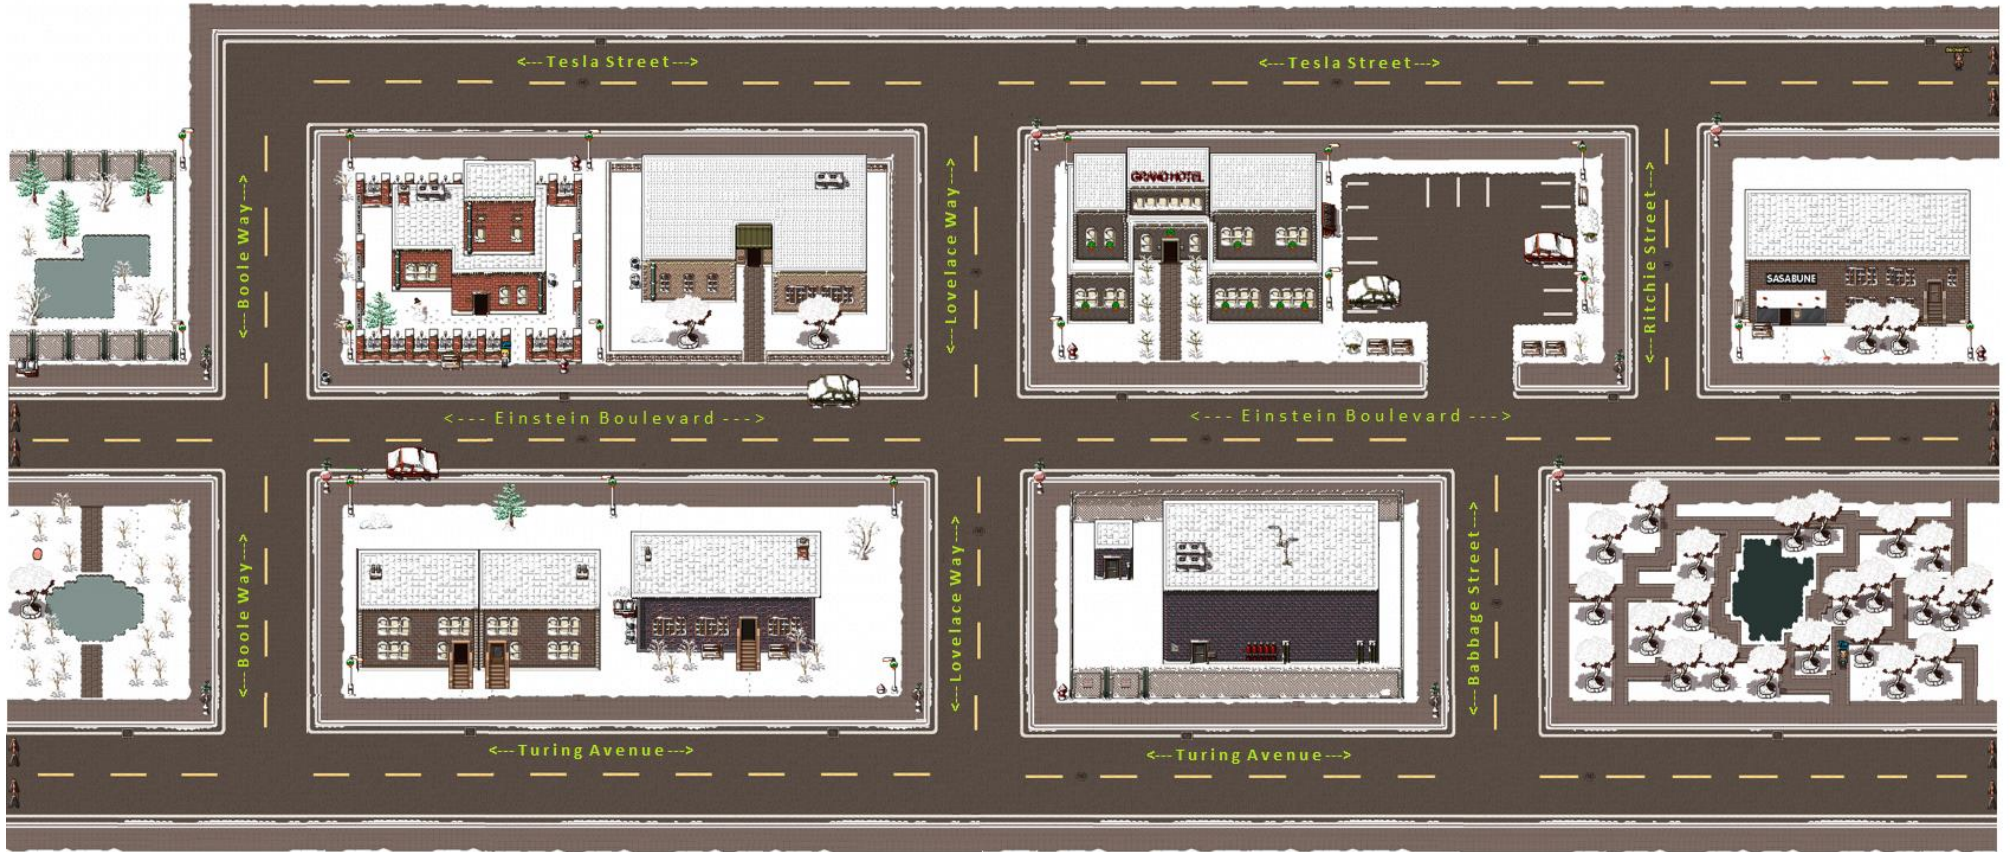 <---Tesla Street--->
<---Tesla Street--->
<---Boole Way--->
<---Lovelace Way--->
GRAND HOTEL
<---Ritchie Street--->
SASABUNE
<--- Einstein Boulevard --->
<--- Einstein Boulevard --->
<---Boole Way--->
<---Lovelace Way--->
<---Babbage Street--->
<---Turing Avenue--->
<---Turing Avenue--->